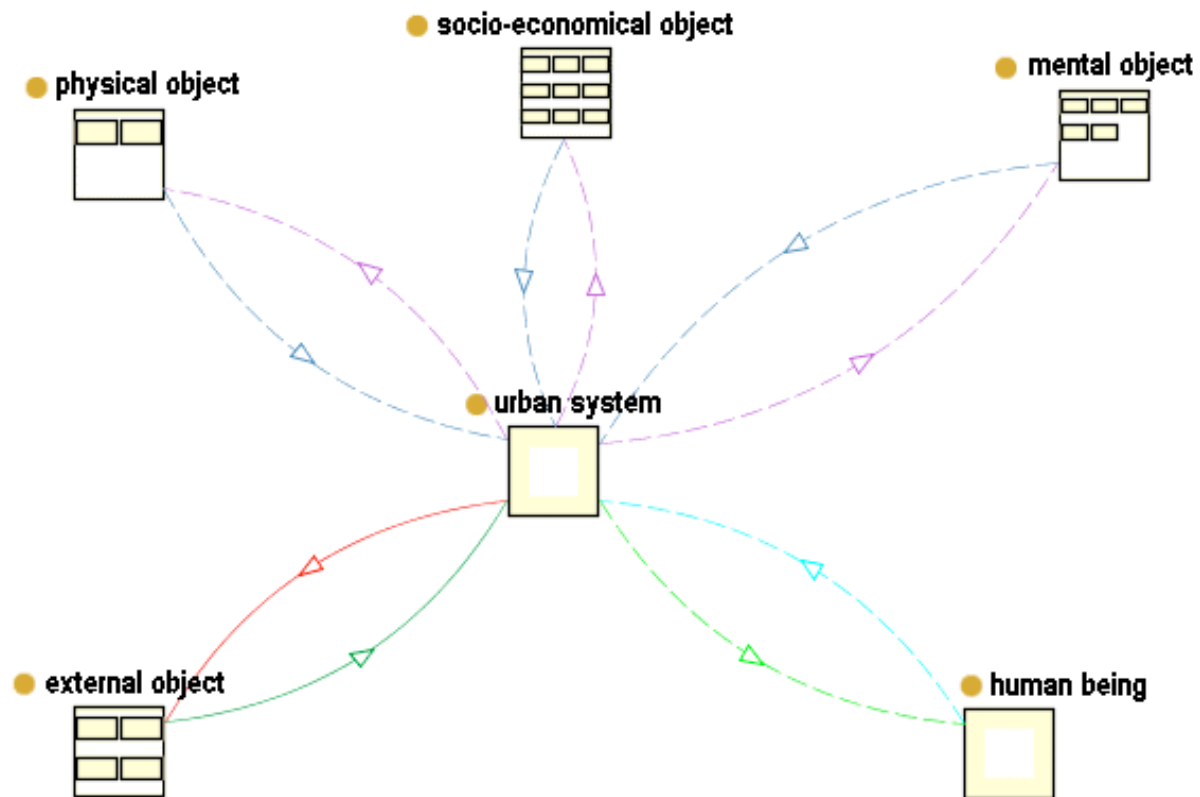 socio-economical object
physical object
mental object
urban system
external object
human being